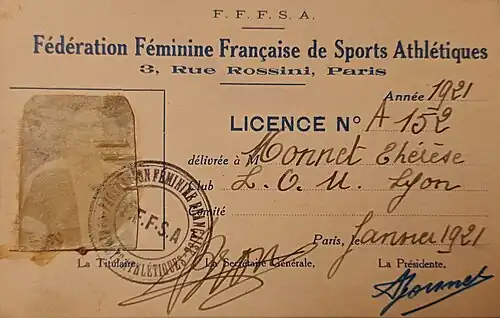 F. F. F. S. A.
Fédération Féminine Française de Sports Athlétiques
3, Rue Rossini, Paris
Année 1921
LICENCE N° A 152
délivrée à M Monnet Thérèse
Club L. O. U. Lyon
Comité
Paris, le Janvier 1921
La Titulaire, La Secrétaire Générale, La Présidente,
F.F.S.A